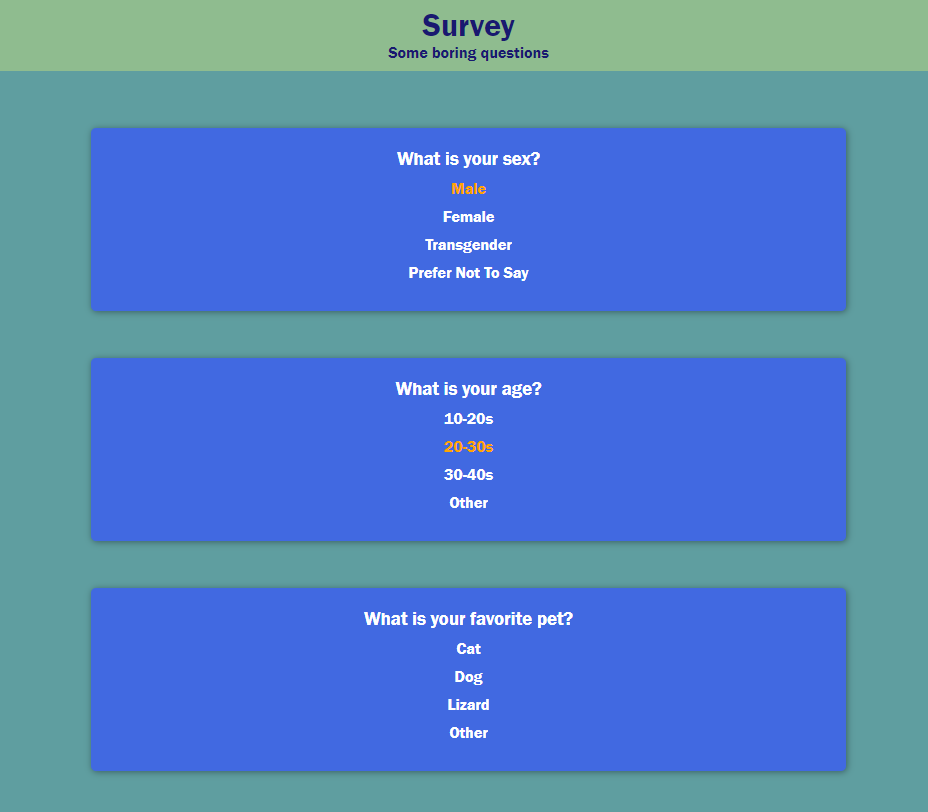 Survey
Some boring questions
What is your sex?
Male
Female
Transgender
Prefer Not To Say
What is your age?
10-20s
20-30s
30-40s
Other
What is your favorite pet?
Cat
Dog
Lizard
Other